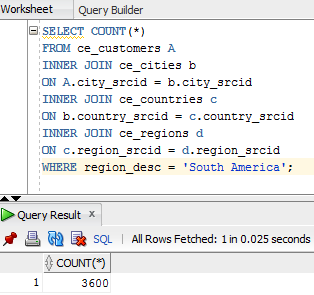 Worksheet Query Builder
SELECT COUNT(*)
FROM ce_customers A
INNER JOIN ce_cities b
ON A.city_srcid = b.city_srcid
INNER JOIN ce_countries c
ON b.country_srcid = c.country_srcid
INNER JOIN ce_regions d
ON c.region_srcid = d.region_srcid
WHERE region_desc = 'South America';
Query Result x
SQL | All Rows Fetched: 1 in 0.025 seconds
COUNT(*)
1 3600